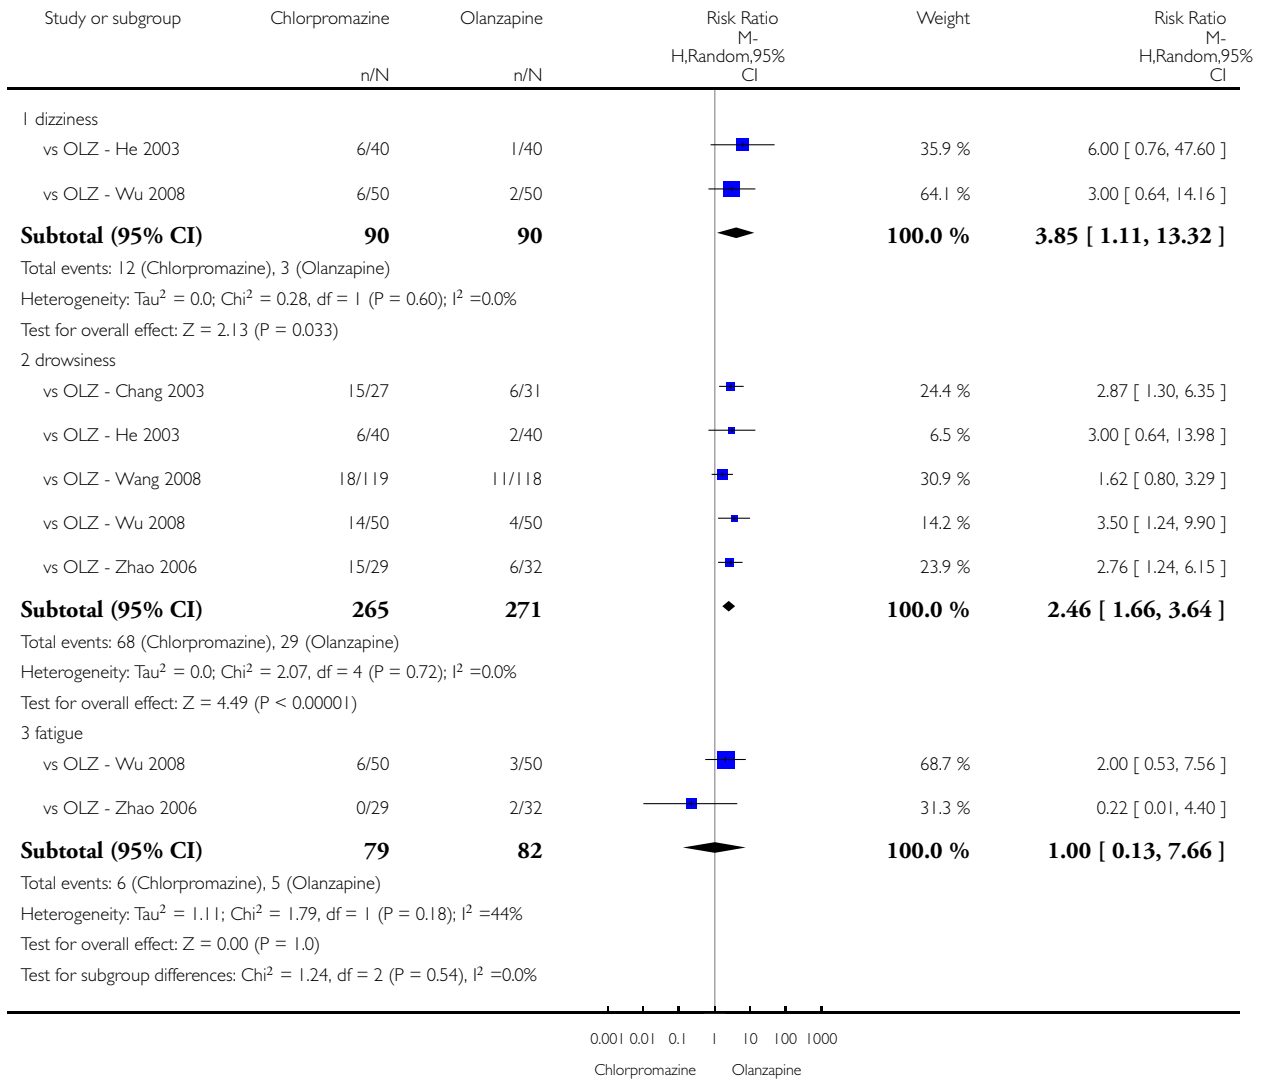 Study or subgroup Chlorpromazine Olanzapine Risk Ratio Weight Risk Ratio
M- M-
H,Random,95% H,Random,95%
n/N n/N CI CI
1 dizziness
vs OLZ - He 2003 6/40 1/40 35.9 % 6.00 [ 0.76, 47.60 ]
vs OLZ - Wu 2008 6/50 2/50 64.1 % 3.00 [ 0.64, 14.16 ]
Subtotal (95% CI) 90 90 100.0 % 3.85 [ 1.11, 13.32 ]
Total events: 12 (Chlorpromazine), 3 (Olanzapine)
Heterogeneity: Tau² = 0.0; Chi² = 0.28, df = 1 (P = 0.60); I² =0.0%
Test for overall effect: Z = 2.13 (P = 0.033)
2 drowsiness
vs OLZ - Chang 2003 15/27 6/31 24.4 % 2.87 [ 1.30, 6.35 ]
vs OLZ - He 2003 6/40 2/40 6.5 % 3.00 [ 0.64, 13.98 ]
vs OLZ - Wang 2008 18/119 11/118 30.9 % 1.62 [ 0.80, 3.29 ]
vs OLZ - Wu 2008 14/50 4/50 14.2 % 3.50 [ 1.24, 9.90 ]
vs OLZ - Zhao 2006 15/29 6/32 23.9 % 2.76 [ 1.24, 6.15 ]
Subtotal (95% CI) 265 271 100.0 % 2.46 [ 1.66, 3.64 ]
Total events: 68 (Chlorpromazine), 29 (Olanzapine)
Heterogeneity: Tau² = 0.0; Chi² = 2.07, df = 4 (P = 0.72); I² =0.0%
Test for overall effect: Z = 4.49 (P < 0.00001)
3 fatigue
vs OLZ - Wu 2008 6/50 3/50 68.7 % 2.00 [ 0.53, 7.56 ]
vs OLZ - Zhao 2006 0/29 2/32 31.3 % 0.22 [ 0.01, 4.40 ]
Subtotal (95% CI) 79 82 100.0 % 1.00 [ 0.13, 7.66 ]
Total events: 6 (Chlorpromazine), 5 (Olanzapine)
Heterogeneity: Tau² = 1.11; Chi² = 1.79, df = 1 (P = 0.18); I² =44%
Test for overall effect: Z = 0.00 (P = 1.0)
Test for subgroup differences: Chi² = 1.24, df = 2 (P = 0.54), I² =0.0%
0.001 0.01 0.1 1 10 100 1000
Chlorpromazine Olanzapine